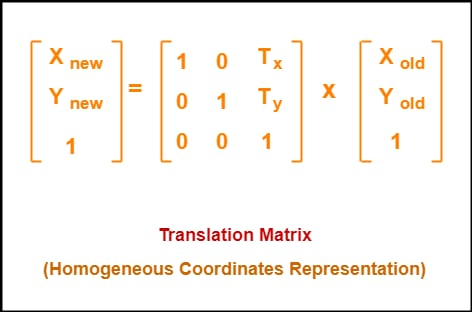 X new = 1 0 Tx x X old
Y new 0 1 Ty Y old
1 0 0 1 1
Translation Matrix
(Homogeneous Coordinates Representation)